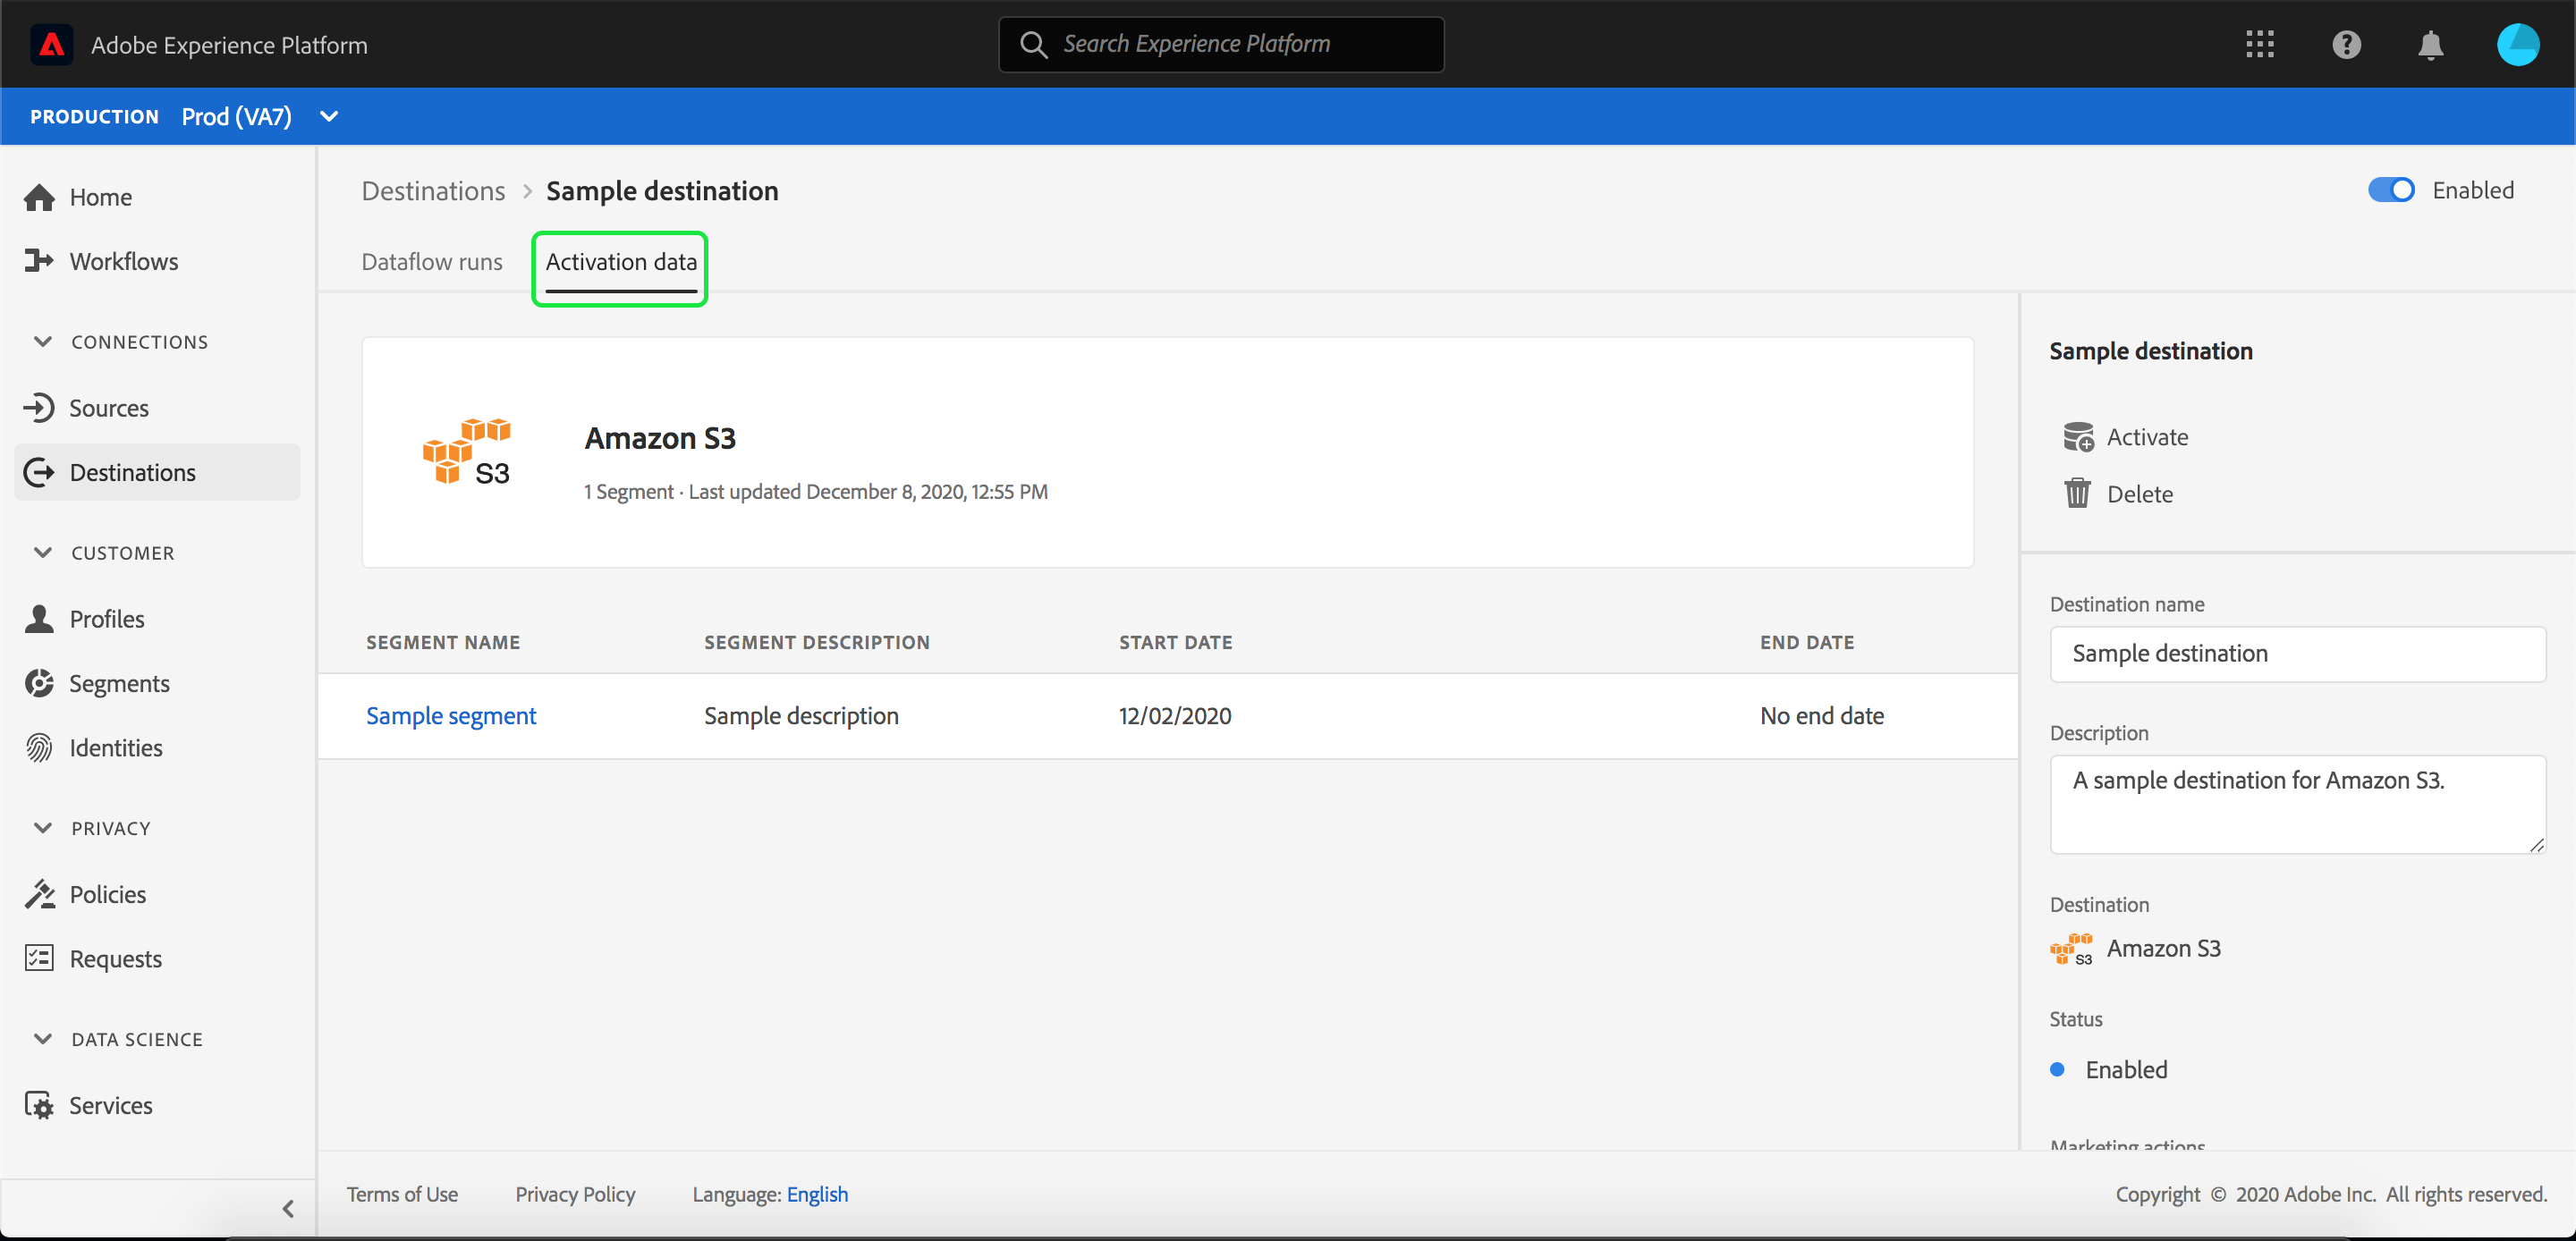 Adobe Experience Platform
Search Experience Platform
PRODUCTION Prod (VA7)
Home
Workflows
CONNECTIONS
Sources
Destinations
CUSTOMER
Profiles
Segments
Identities
PRIVACY
Policies
Requests
DATA SCIENCE
Services
Destinations > Sample destination
Enabled
Dataflow runs
Activation data
S3
Amazon S3
1 Segment · Last updated December 8, 2020, 12:55 PM
SEGMENT NAME SEGMENT DESCRIPTION START DATE END DATE
Sample segment Sample description 12/02/2020 No end date
Sample destination
Activate
Delete
Destination name
Sample destination
Description
A sample destination for Amazon S3.
Destination
S3 Amazon S3
Status
Enabled
Marketing actions
Terms of Use Privacy Policy Language: English
Copyright © 2020 Adobe Inc. All rights reserved.